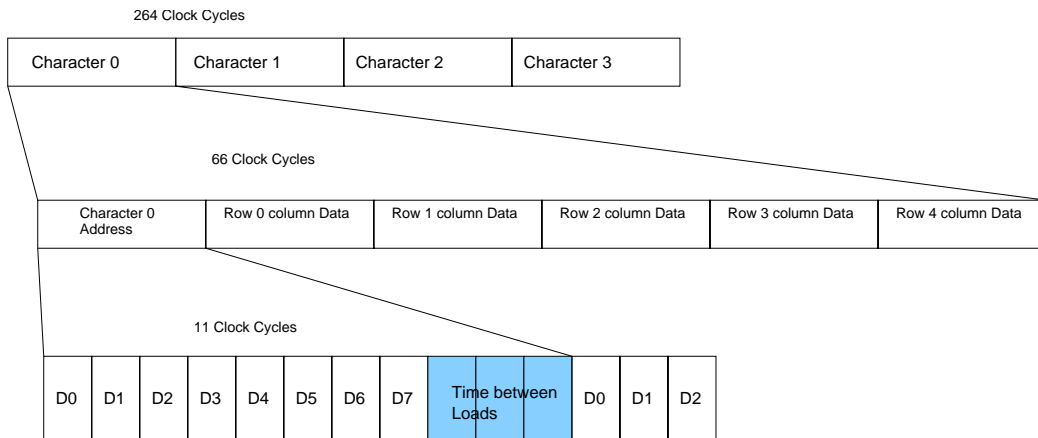 264 Clock Cycles
Character 0
Character 1
Character 2
Character 3
66 Clock Cycles
Character 0
Address
Row 0 column Data
Row 1 column Data
Row 2 column Data
Row 3 column Data
Row 4 column Data
11 Clock Cycles
D0
D1
D2
D3
D4
D5
D6
D7
Time between
Loads
D0
D1
D2